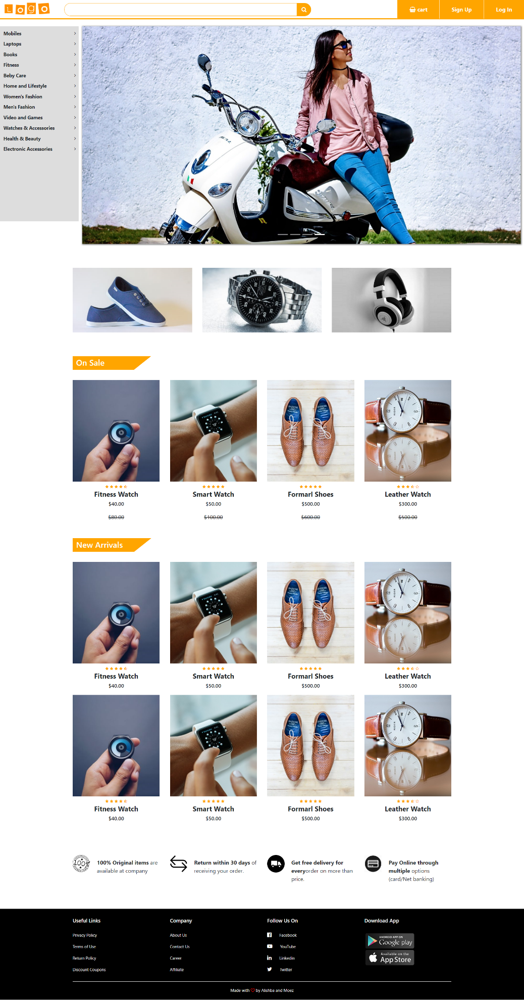 Logo
cart
Sign Up
Log In
Mobiles
Laptops
Books
Fitness
Beby Care
Home and Lifestyle
Women's Fashion
Men's Fashion
Video and Games
Watches & Accessories
Health & Beauty
Electronic Accessories
On Sale
Fitness Watch
$40.00
$80.00
Smart Watch
$50.00
$100.00
Formarl Shoes
$500.00
$600.00
Leather Watch
$300.00
$500.00
New Arrivals
Fitness Watch
$40.00
Smart Watch
$50.00
Formarl Shoes
$500.00
Leather Watch
$300.00
Fitness Watch
$40.00
Smart Watch
$50.00
Formarl Shoes
$500.00
Leather Watch
$300.00
100%
100% Original items are
available at company
Return within 30 days of
receiving your order.
Get free delivery for
everyorder on more than
price.
Pay Online through
multiple options
(card/Net banking)
Useful Links
Privacy Policy
Terms of Use
Return Policy
Discount Coupons
Company
About Us
Contact Us
Career
Affiliate
Follow Us On
Facebook
YouTube
Linkedin
Twitter
Download App
ANDROID APP ON
Google play
Available on the
App Store
Made with by Alishba and Moez